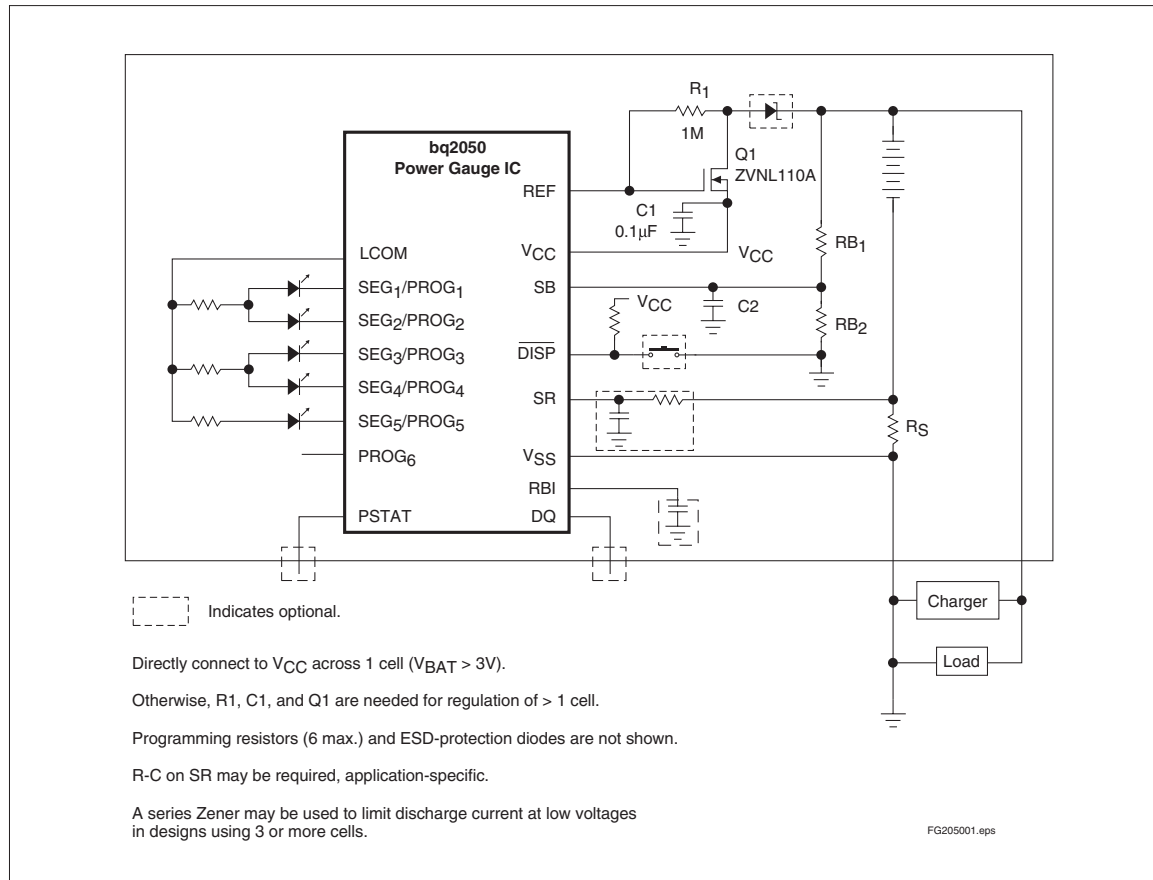 R1
1M
bq2050
Power Gauge IC
Q1
ZVNL110A
REF
C1
0.1µF
VCC
VCC
RB1
LCOM
SEG1/PROG1
SB
C2
VCC
RB2
SEG2/PROG2
SEG3/PROG3
DISP
SEG4/PROG4
SR
SEG5/PROG5
RS
PROG6
VSS
RBI
PSTAT
DQ
Charger
Indicates optional.
Load
Directly connect to VCC across 1 cell (VBAT > 3V).
Otherwise, R1, C1, and Q1 are needed for regulation of > 1 cell.
Programming resistors (6 max.) and ESD-protection diodes are not shown.
R-C on SR may be required, application-specific.
A series Zener may be used to limit discharge current at low voltages
in designs using 3 or more cells.
FG205001.eps